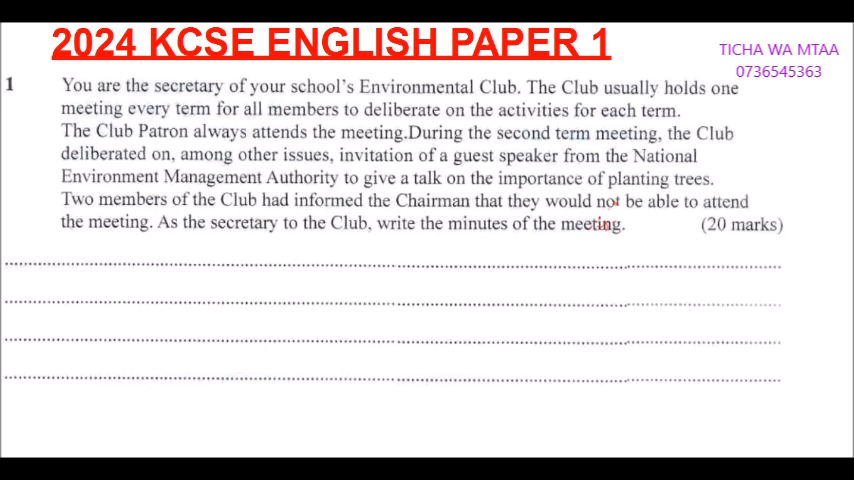 2024 KCSE ENGLISH PAPER 1
TICHA WA MTAA
0736545363
1 You are the secretary of your school's Environmental Club. The Club usually holds one
meeting every term for all members to deliberate on the activities for each term.
The Club Patron always attends the meeting.During the second term meeting, the Club
deliberated on, among other issues, invitation of a guest speaker from the National
Environment Management Authority to give a talk on the importance of planting trees.
Two members of the Club had informed the Chairman that they would not be able to attend
the meeting. As the secretary to the Club, write the minutes of the meeting. (20 marks)